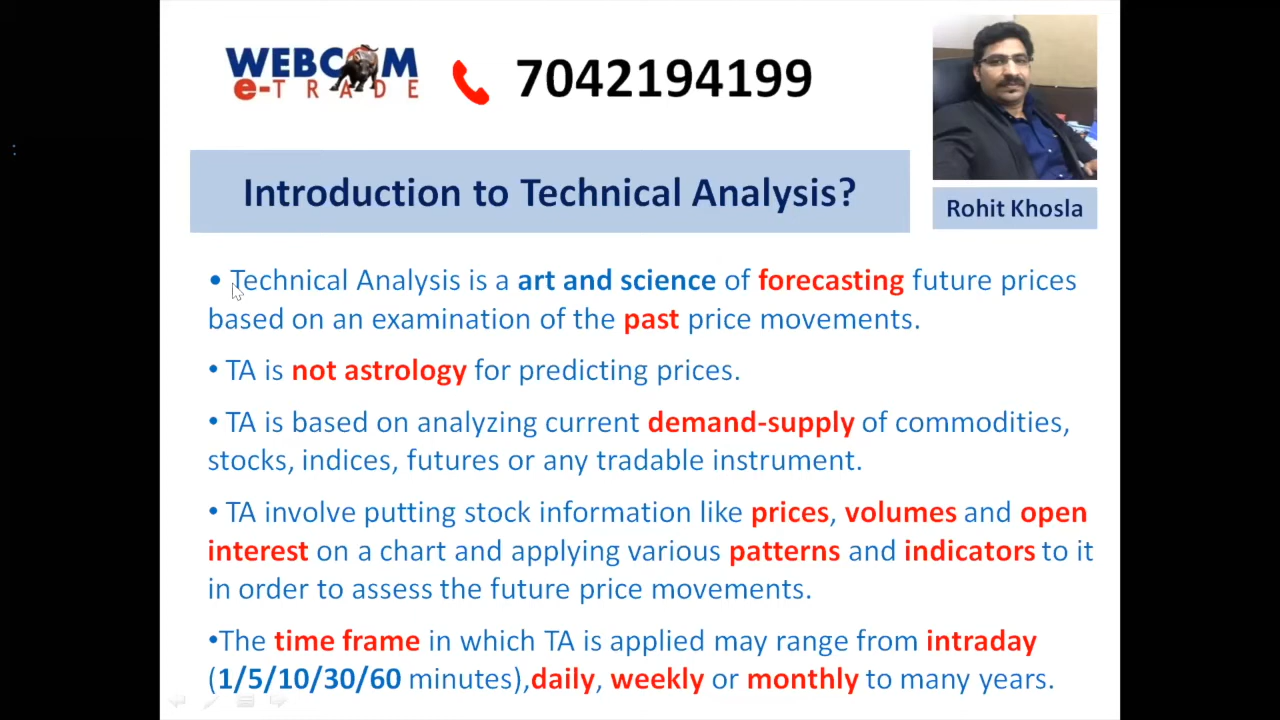 WEBCOM
e-TRADE
7042194199
Introduction to Technical Analysis?
Rohit Khosla
• Technical Analysis is a art and science of forecasting future prices
based on an examination of the past price movements.
• TA is not astrology for predicting prices.
• TA is based on analyzing current demand-supply of commodities,
stocks, indices, futures or any tradable instrument.
• TA involve putting stock information like prices, volumes and open
interest on a chart and applying various patterns and indicators to it
in order to assess the future price movements.
•The time frame in which TA is applied may range from intraday
(1/5/10/30/60 minutes),daily, weekly or monthly to many years.